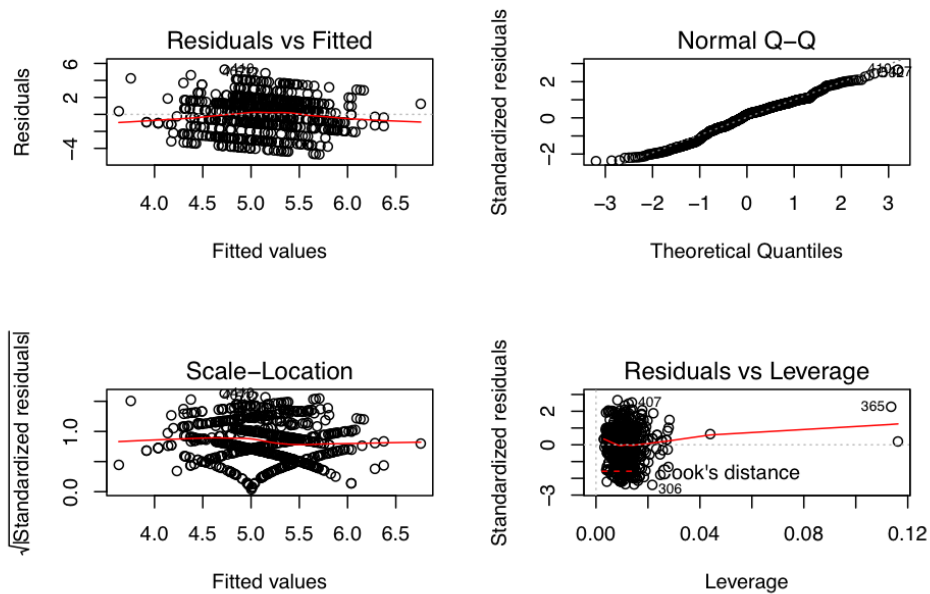 Residuals vs Fitted
Residuals
6
2
−4
4.0 4.5 5.0 5.5 6.0 6.5
Fitted values
Normal Q−Q
Standardized residuals
2
0
−2
−3 −2 −1 0 1 2 3
Theoretical Quantiles
Scale−Location
√|Standardized residuals|
1.0
0.0
4.0 4.5 5.0 5.5 6.0 6.5
Fitted values
Residuals vs Leverage
Standardized residuals
2
0
−3
407
365
Cook's distance
306
0.00 0.04 0.08 0.12
Leverage